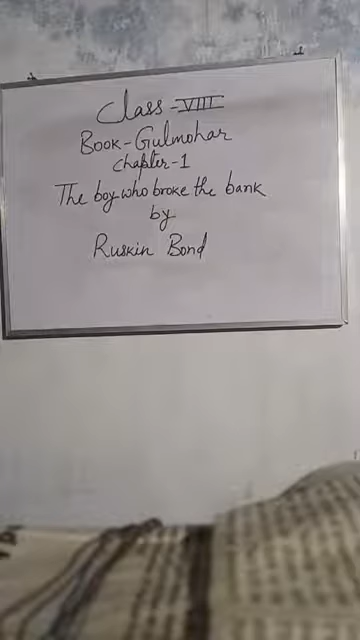 Class - VIII
Book - Gulmohar
Chapter - 1
The boy who broke the bank
by
Ruskin Bond